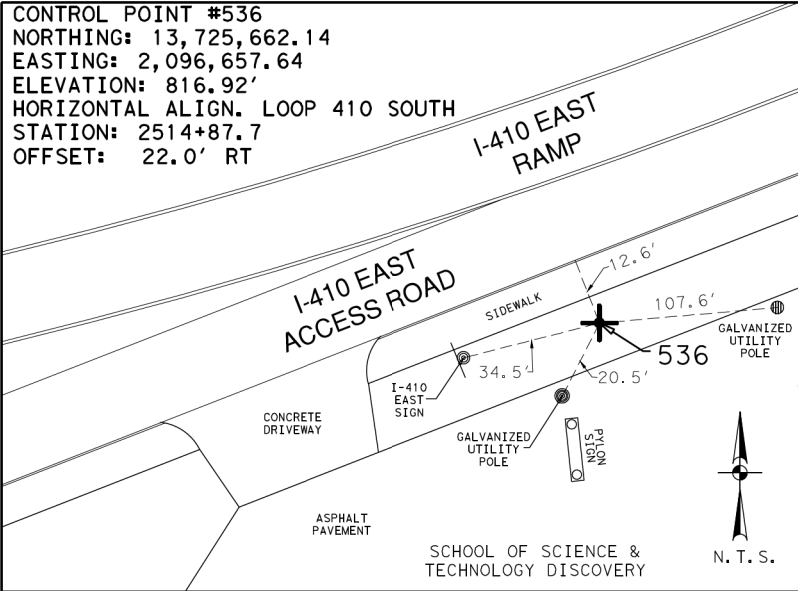 CONTROL POINT #536
NORTHING: 13,725,662.14
EASTING: 2,096,657.64
ELEVATION: 816.92'
HORIZONTAL ALIGN. LOOP 410 SOUTH
STATION: 2514+87.7
OFFSET: 22.0' RT
I-410 EAST
RAMP
I-410 EAST
ACCESS ROAD
12.6'
SIDEWALK
107.6'
GALVANIZED
UTILITY
POLE
536
34.5'
20.5'
I-410
EAST
SIGN
CONCRETE
DRIVEWAY
GALVANIZED
UTILITY
POLE
PYLON
SIGN
ASPHALT
PAVEMENT
SCHOOL OF SCIENCE &
TECHNOLOGY DISCOVERY
N.T.S.